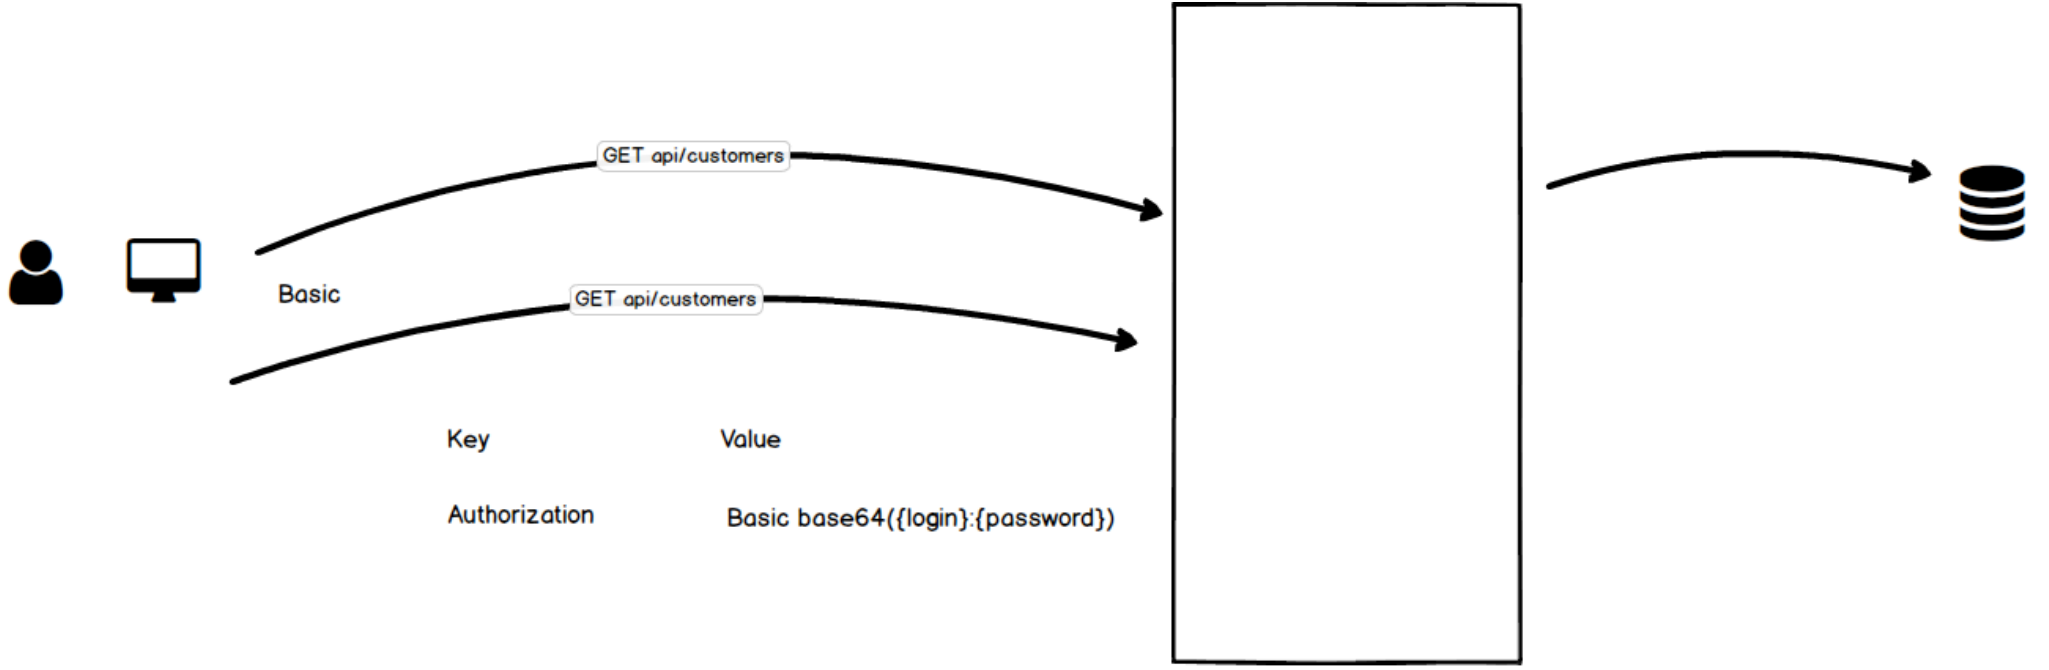 GET api/customers
Basic
GET api/customers
Key Value
Authorization Basic base64({login}:{password})